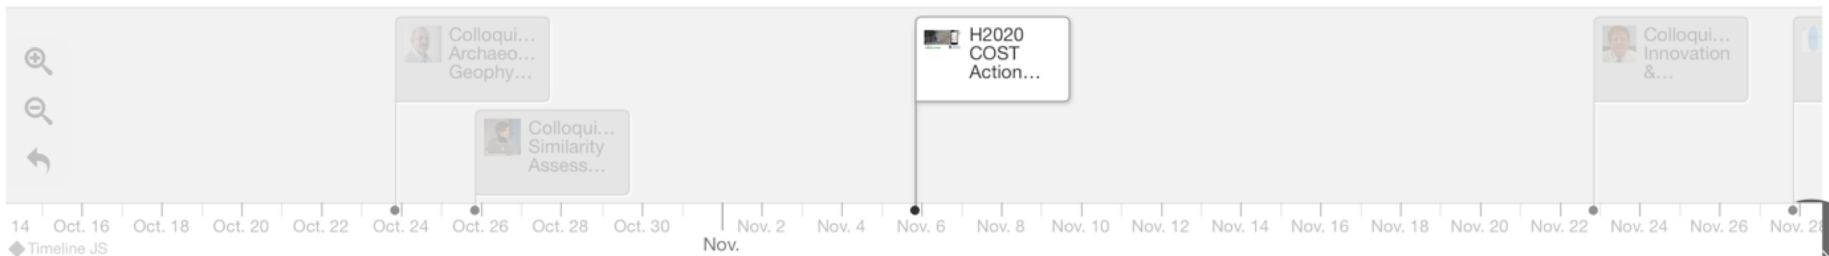 Colloqui...
Archaeo...
Geophy...
H2020
COST
Action...
Colloqui...
Innovation
&...
Colloqui...
Similarity
Assess...
14 Oct. 16 Oct. 18 Oct. 20 Oct. 22 Oct. 24 Oct. 26 Oct. 28 Oct. 30 Nov. 2 Nov. 4 Nov. 6 Nov. 8 Nov. 10 Nov. 12 Nov. 14 Nov. 16 Nov. 18 Nov. 20 Nov. 22 Nov. 24 Nov. 26 Nov. 28
Nov.
Timeline JS